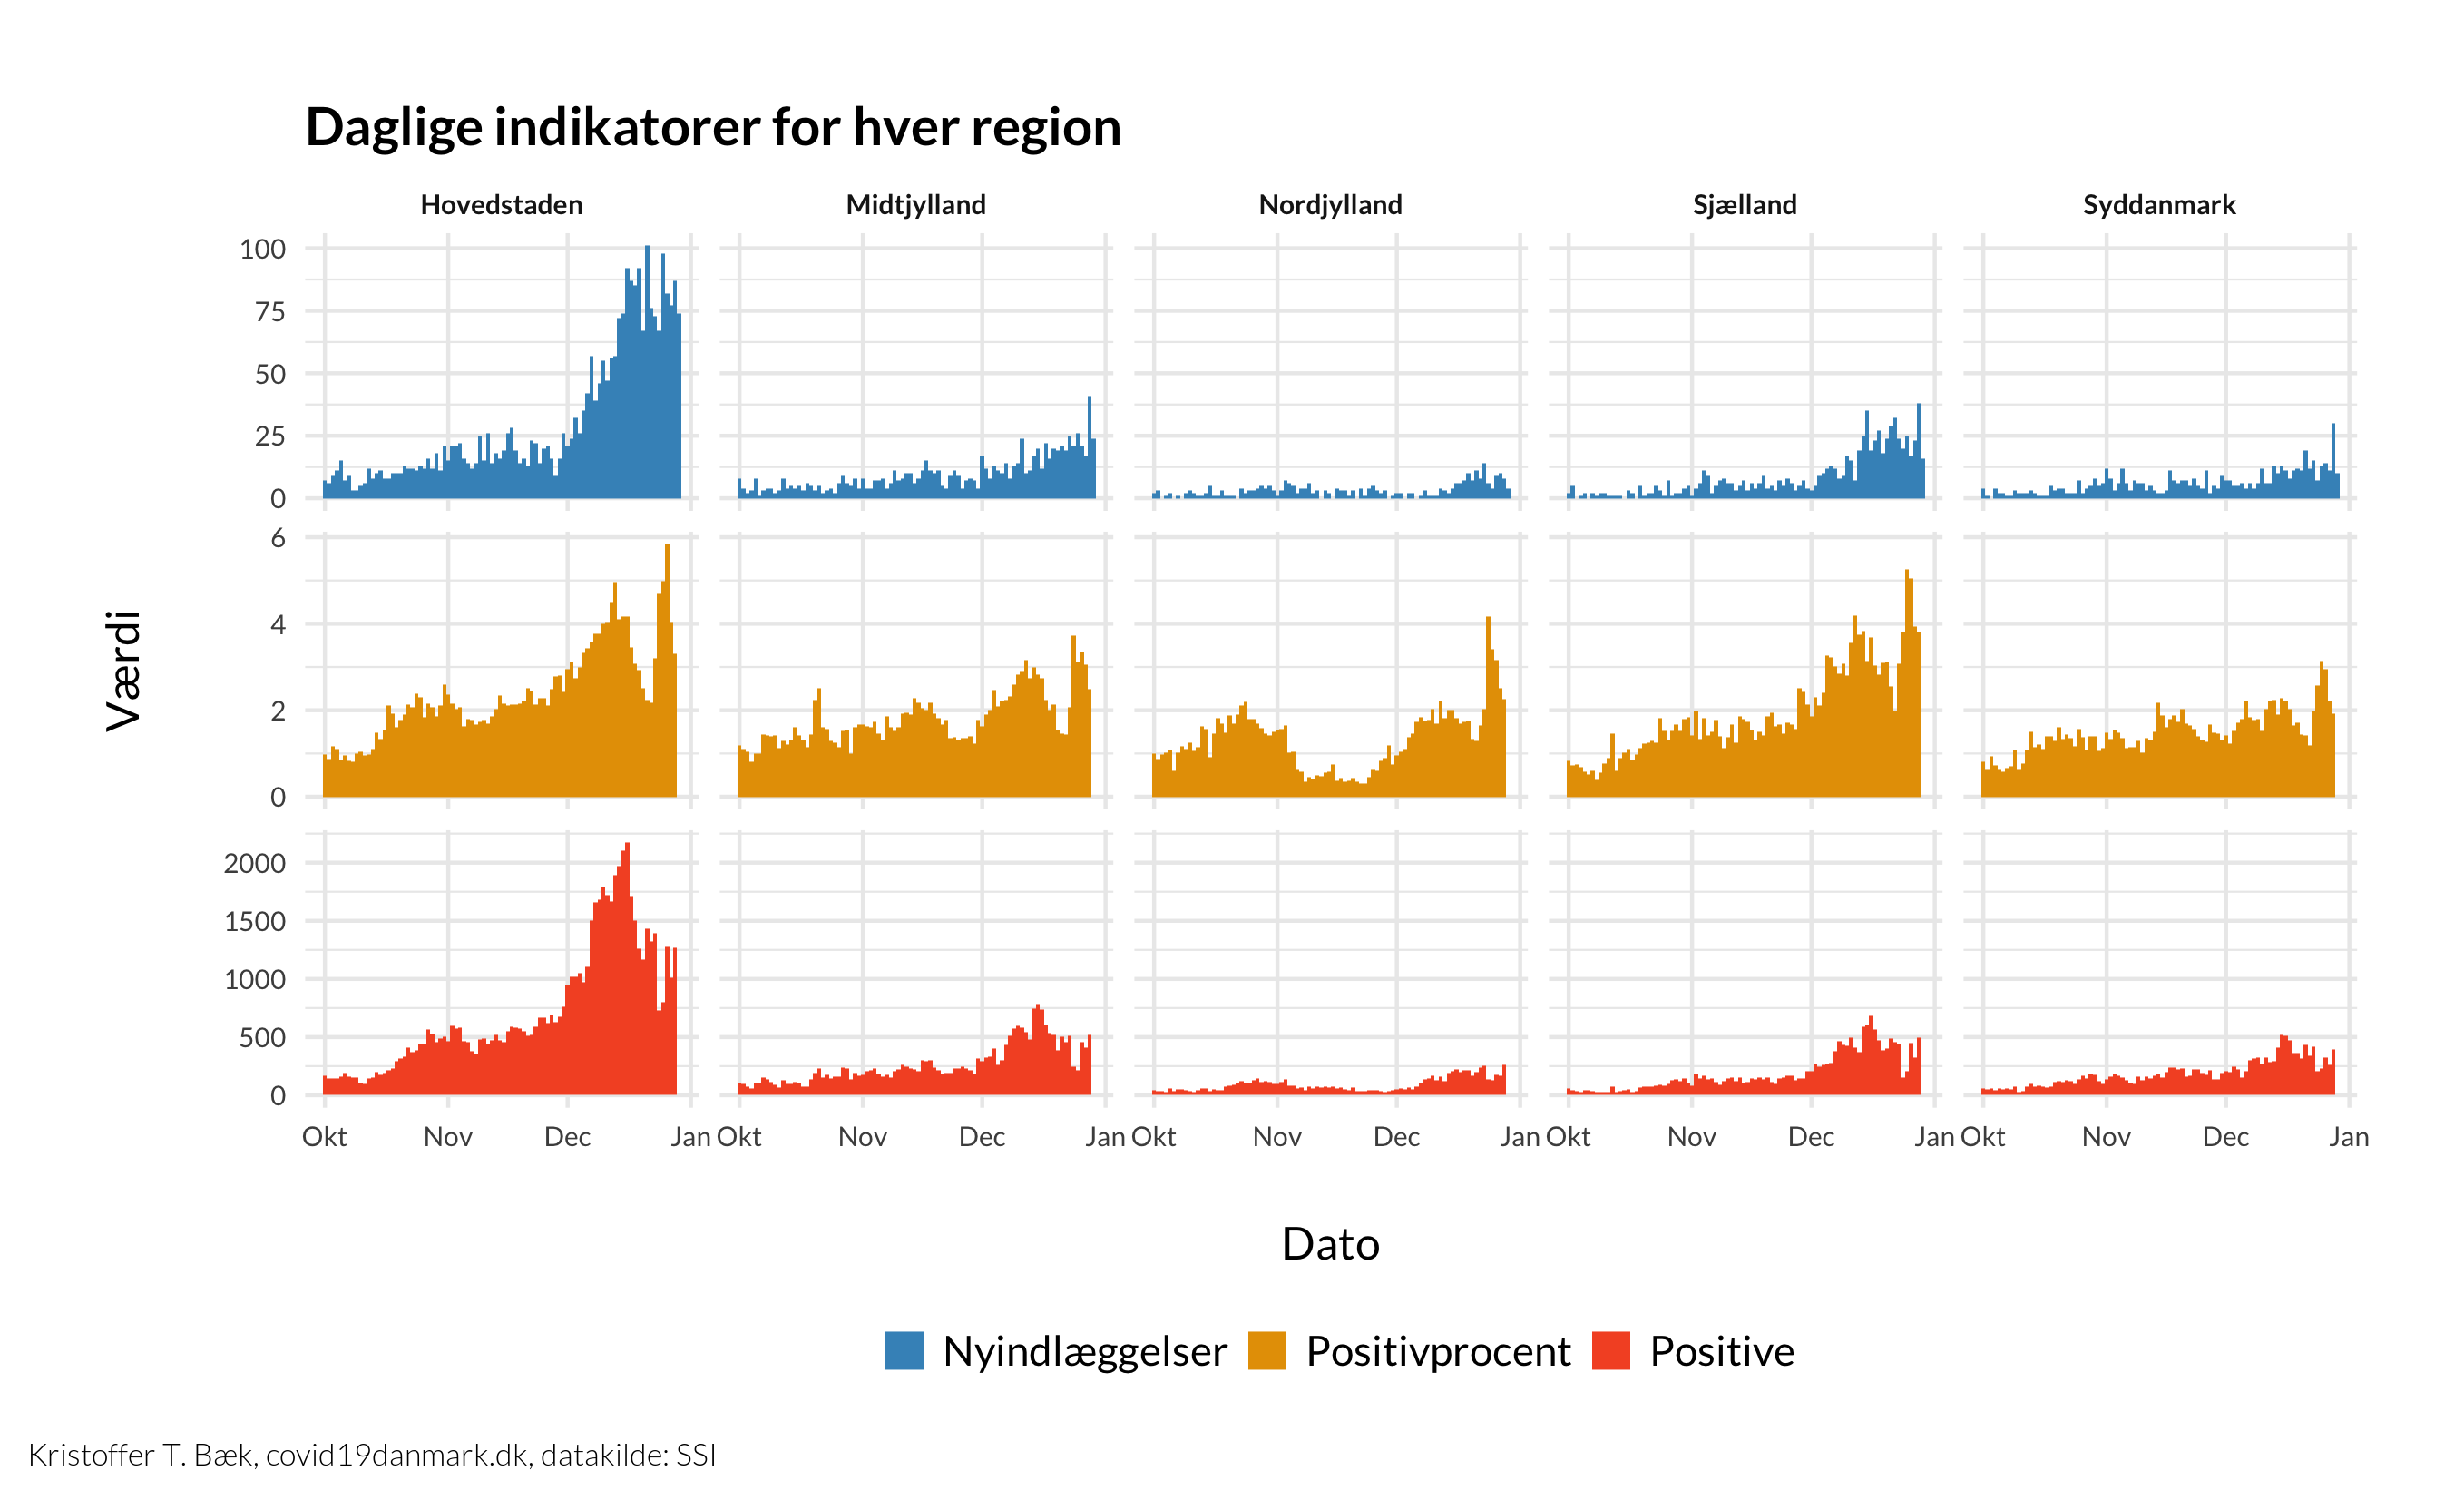 Daglige indikatorer for hver region
Hovedstaden Midtjylland Nordjylland Sjælland Syddanmark
100
75
50
25
0
6
4
2
0
2000
1500
1000
500
0
Værdi
Okt Nov Dec Jan Okt Nov Dec Jan Okt Nov Dec Jan Okt Nov Dec Jan Okt Nov Dec Jan
Dato
Nyindlæggelser Positivprocent Positive
Kristoffer T. Bæk, covid19danmark.dk, datakilde: SSI